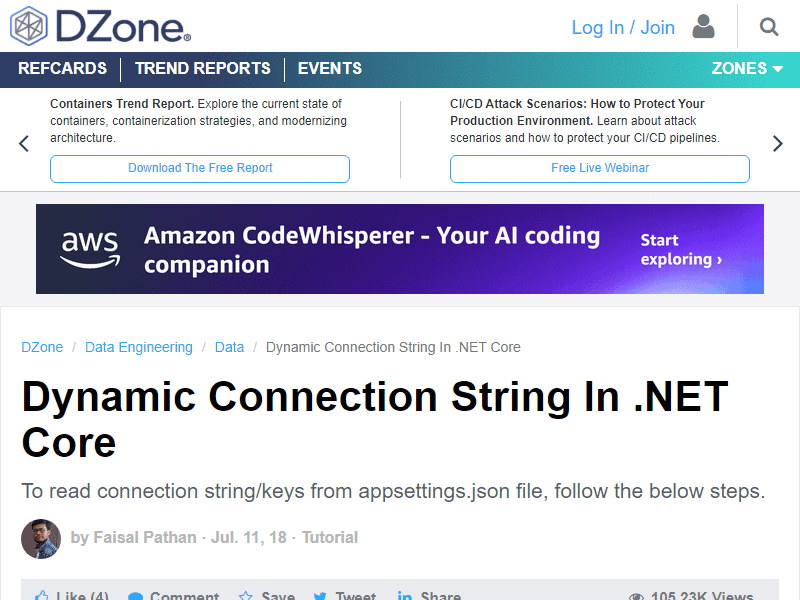 DZone.
Log In / Join
REFCARDS
TREND REPORTS
EVENTS
ZONES
Containers Trend Report. Explore the current state of
containers, containerization strategies, and modernizing
architecture.
Download The Free Report
CI/CD Attack Scenarios: How to Protect Your
Production Environment. Learn about attack
scenarios and how to protect your CI/CD pipelines.
Free Live Webinar
aws
Amazon CodeWhisperer - Your AI coding
companion
Start
exploring ›
DZone / Data Engineering / Data / Dynamic Connection String In .NET Core
Dynamic Connection String In .NET
Core
To read connection string/keys from appsettings.json file, follow the below steps.
by Faisal Pathan · Jul. 11, 18 · Tutorial
Like (4)
Comment
Save
Tweet
Share
105.23K Views